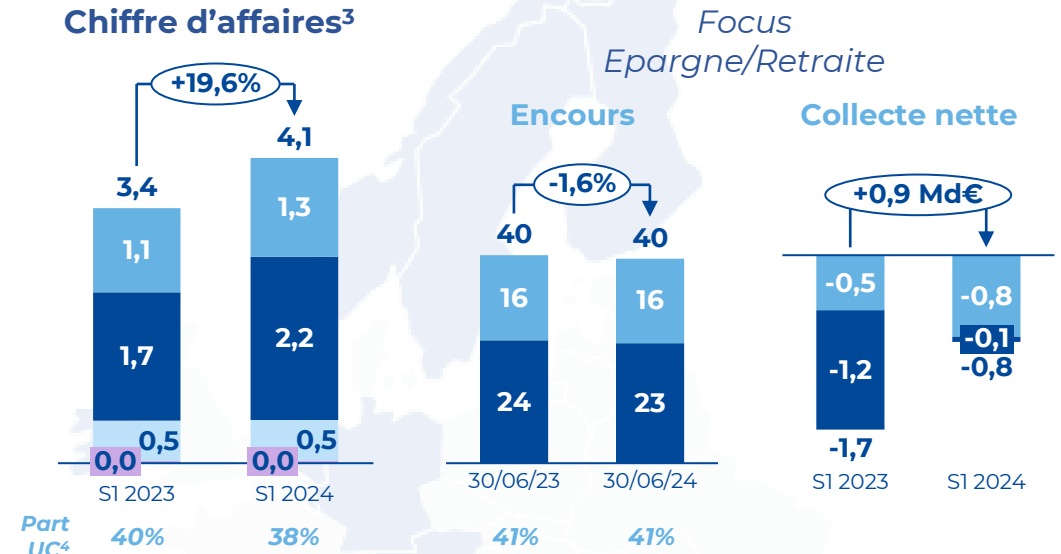 Chiffre d’affaires³
Focus
Epargne/Retraite
+19,6%
3,4
4,1
1,1
1,3
1,7
2,2
0,5
0,5
0,0
0,0
S1 2023
S1 2024
Encours
-1,6%
40
40
16
16
24
23
30/06/23
30/06/24
Collecte nette
+0,9 Md€
-0,5
-0,8
-1,2
-0,1
-1,7
-0,8
S1 2023
S1 2024
Part
UC⁴
40%
38%
41%
41%